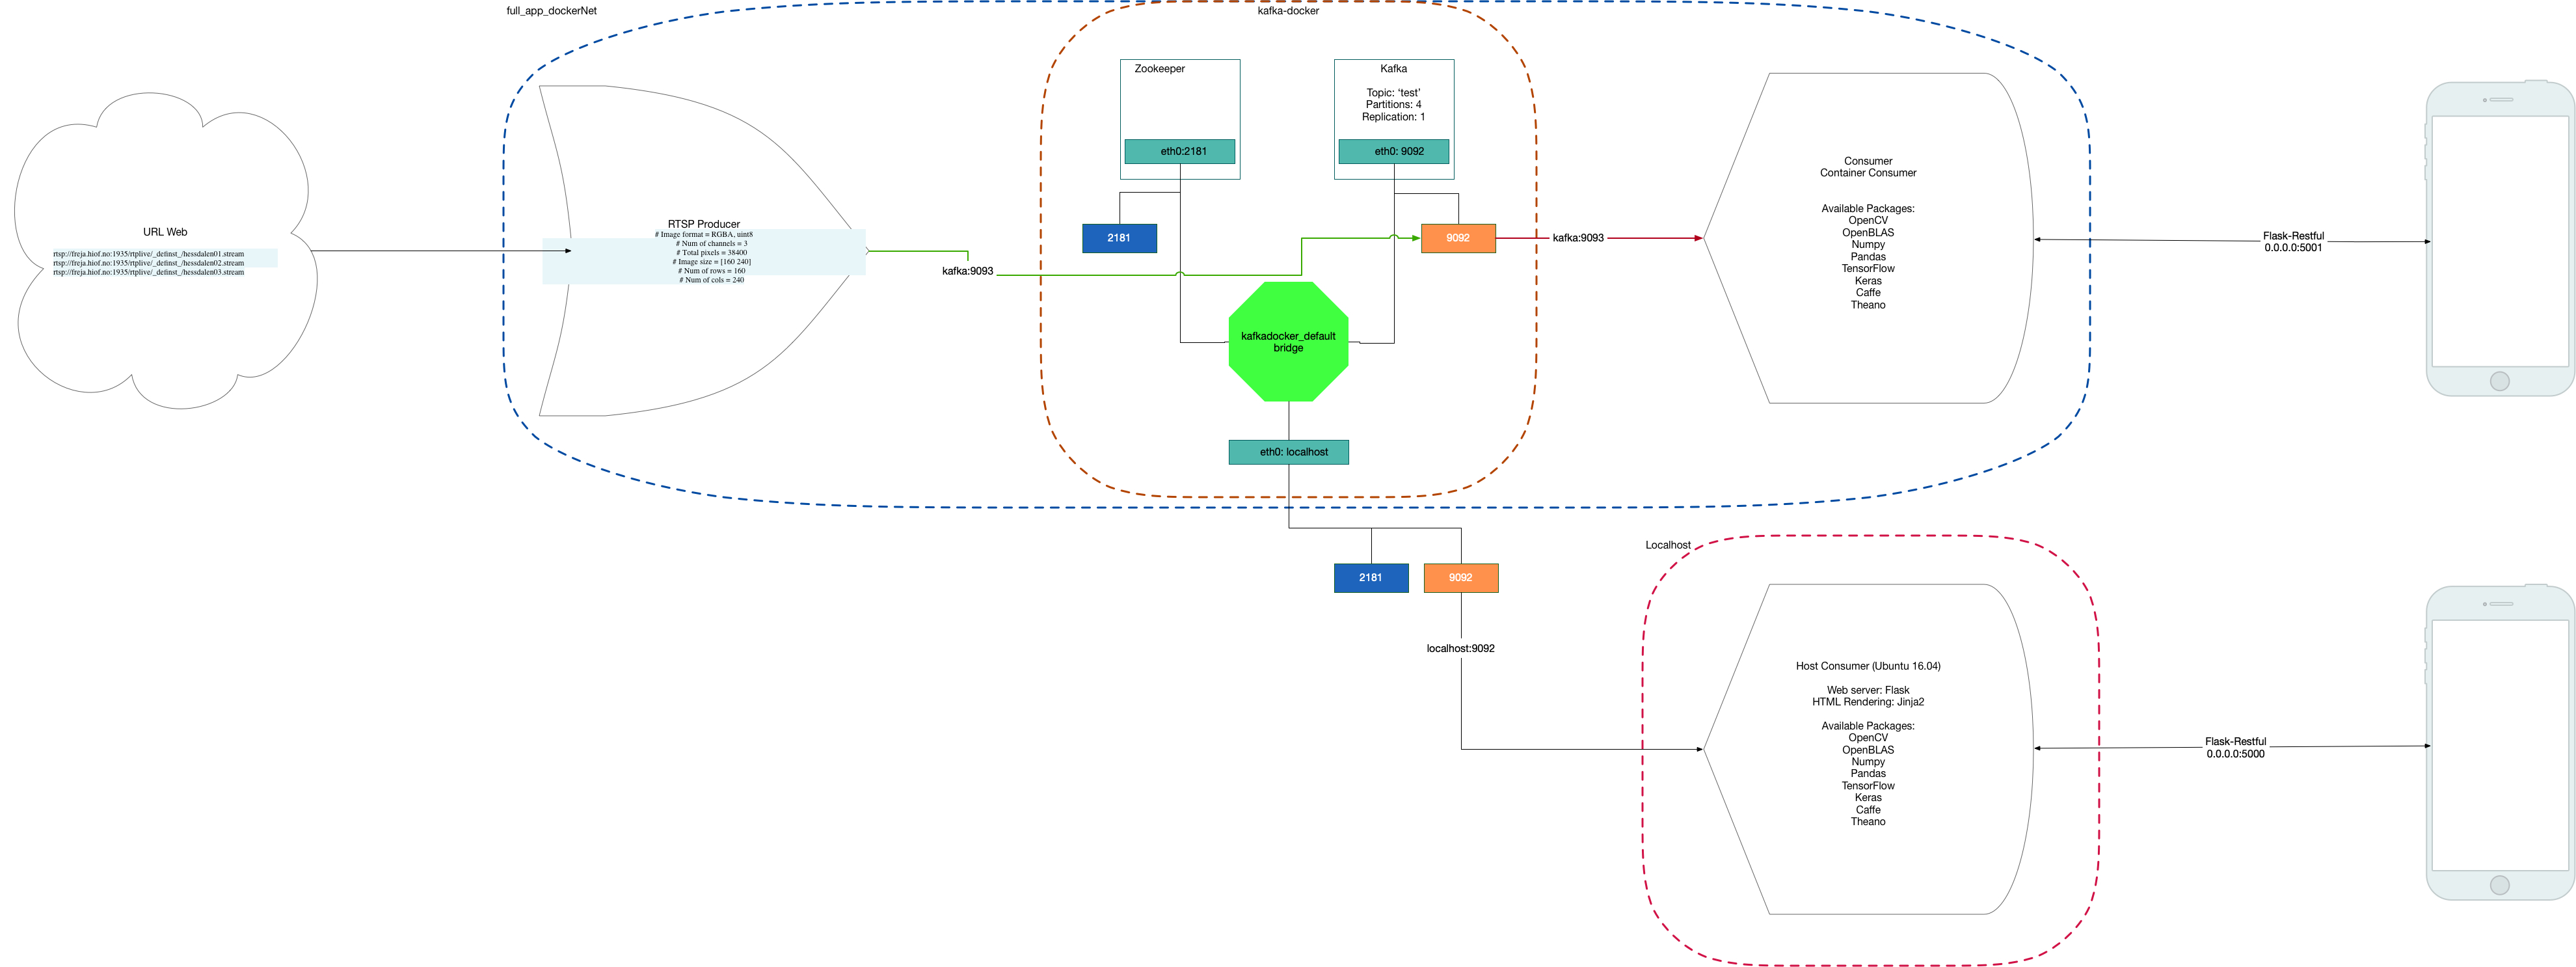 full_app_dockerNet
kafka-docker
URL Web
rtsp://freja.hiof.no:1935/rtplive/_definst_/hessdalen01.stream
rtsp://freja.hiof.no:1935/rtplive/_definst_/hessdalen02.stream
rtsp://freja.hiof.no:1935/rtplive/_definst_/hessdalen03.stream
RTSP Producer
# Image format = RGBA, uint8
# Num of channels = 3
# Total pixels = 38400
# Image size = [160 240]
# Num of rows = 160
# Num of cols = 240
kafka:9093
Zookeeper
eth0:2181
2181
Kafka
Topic: ‘test’
Partitions: 4
Replication: 1
eth0: 9092
9092
kafka:9093
kafkadocker_default
bridge
eth0: localhost
Consumer
Container Consumer
Available Packages:
OpenCV
OpenBLAS
Numpy
Pandas
TensorFlow
Keras
Caffe
Theano
Flask-Restful
0.0.0.0:5001
2181
9092
localhost:9092
Localhost
Host Consumer (Ubuntu 16.04)
Web server: Flask
HTML Rendering: Jinja2
Available Packages:
OpenCV
OpenBLAS
Numpy
Pandas
TensorFlow
Keras
Caffe
Theano
Flask-Restful
0.0.0.0:5000